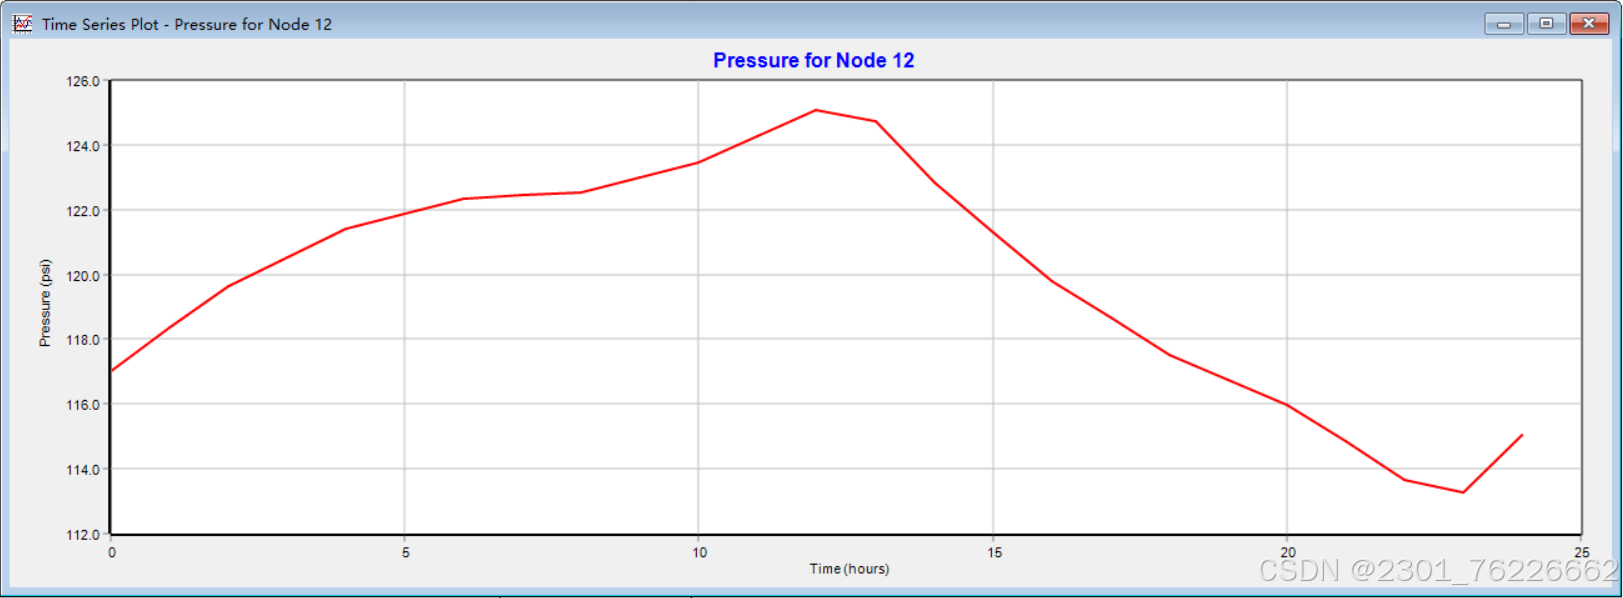 Time Series Plot - Pressure for Node 12
Pressure for Node 12
126.0
124.0
122.0
120.0
118.0
116.0
114.0
112.0
Pressure (psi)
0 5 10 15 20 25
Time (hours)
CSDN @2301_76226662